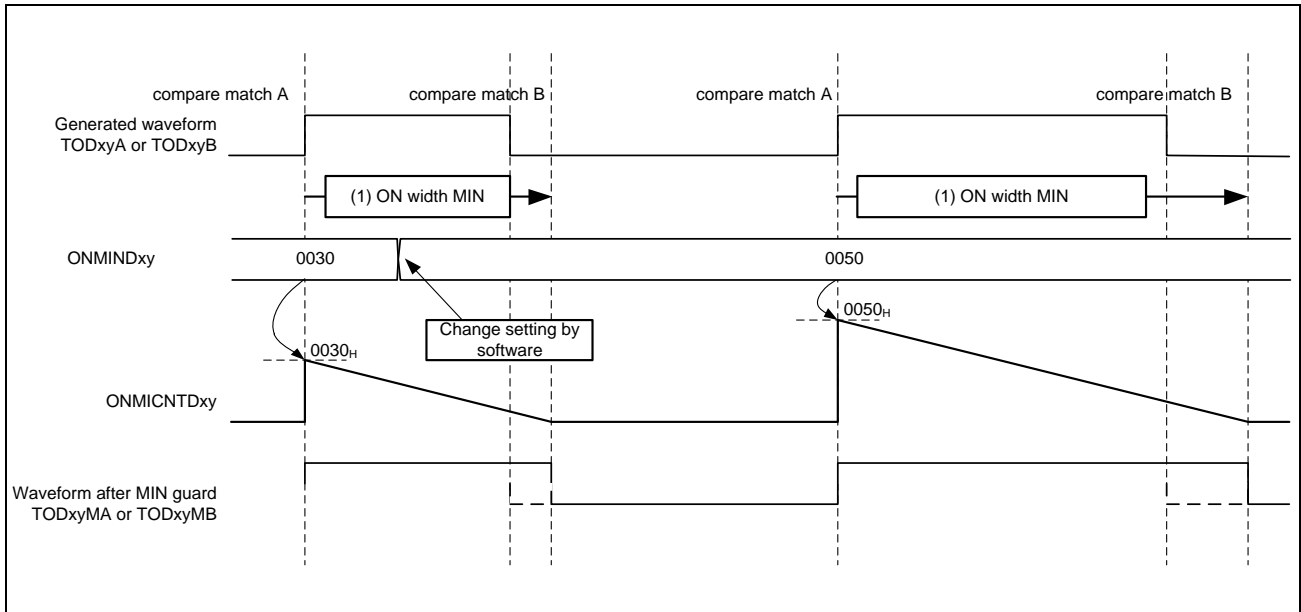 compare match A
compare match B
compare match A
compare match B
Generated waveform
TODxyA or TODxyB
(1) ON width MIN
(1) ON width MIN
ONMINDxy
0030
0050
Change setting by
software
0030H
0050H
ONMICNTDxy
Waveform after MIN guard
TODxyMA or TODxyMB